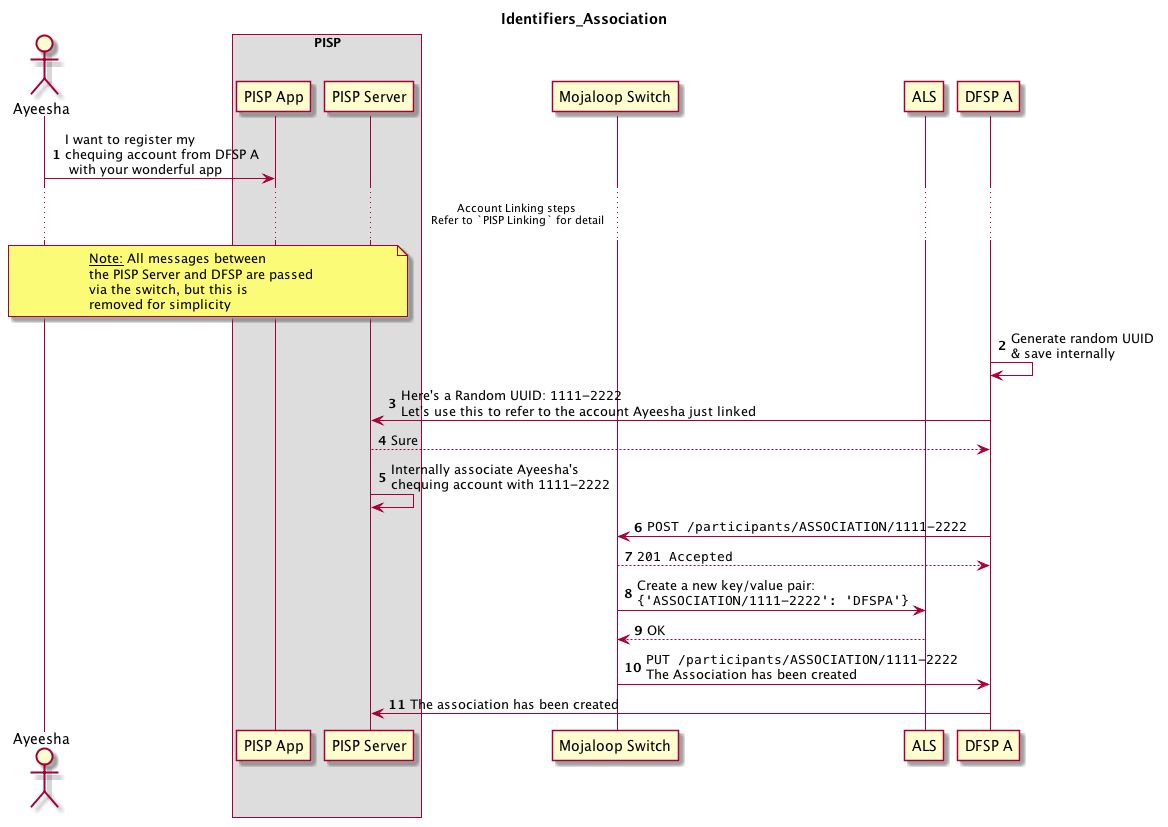 Identifiers_Association
PISP
Ayeesha
PISP App
PISP Server
Mojaloop Switch
ALS
DFSP A
1 I want to register my
chequing account from DFSP A
with your wonderful app
Account Linking steps
Refer to `PISP Linking` for detail
Note: All messages between
the PISP Server and DFSP are passed
via the switch, but this is
removed for simplicity
2 Generate random UUID
& save internally
3 Here's a Random UUID: 1111-2222
Let's use this to refer to the account Ayeesha just linked
4 Sure
5 Internally associate Ayeesha's
chequing account with 1111-2222
6 POST /participants/ASSOCIATION/1111-2222
7 201 Accepted
8 Create a new key/value pair:
{'ASSOCIATION/1111-2222': 'DFSPA'}
9 OK
10 PUT /participants/ASSOCIATION/1111-2222
The Association has been created
11 The association has been created
Ayeesha
PISP App
PISP Server
Mojaloop Switch
ALS
DFSP A